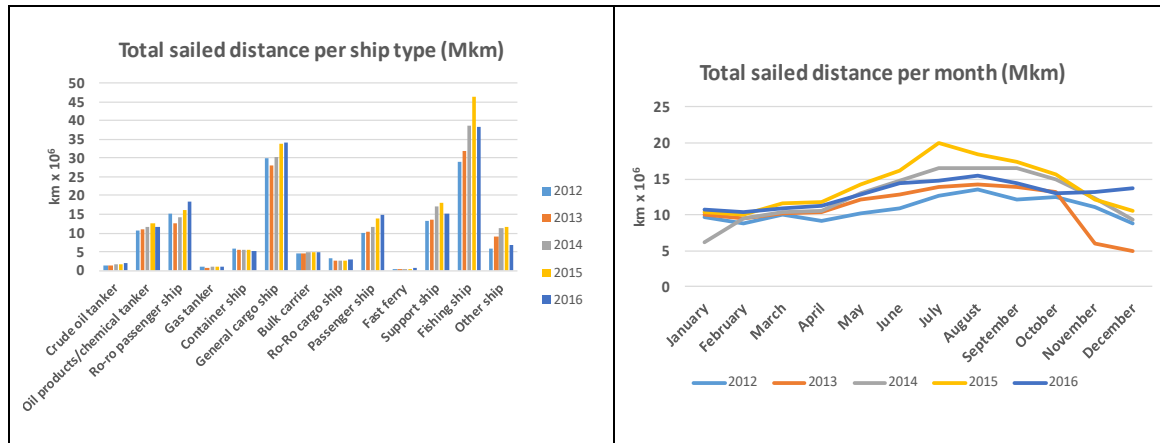 Total sailed distance per ship type (Mkm)
50
45
40
35
30
25
20
15
10
5
0
km x 10⁶
Crude oil tanker
Oil products/chemical tanker
Ro-ro passenger ship
Gas tanker
Container ship
General cargo ship
Bulk carrier
Ro-Ro cargo ship
Passenger ship
Fast ferry
Support ship
Fishing ship
Other ship
2012
2013
2014
2015
2016
Total sailed distance per month (Mkm)
25
20
15
10
5
0
km x 10⁶
January
February
March
April
May
June
July
August
September
October
November
December
2012 2013 2014 2015 2016